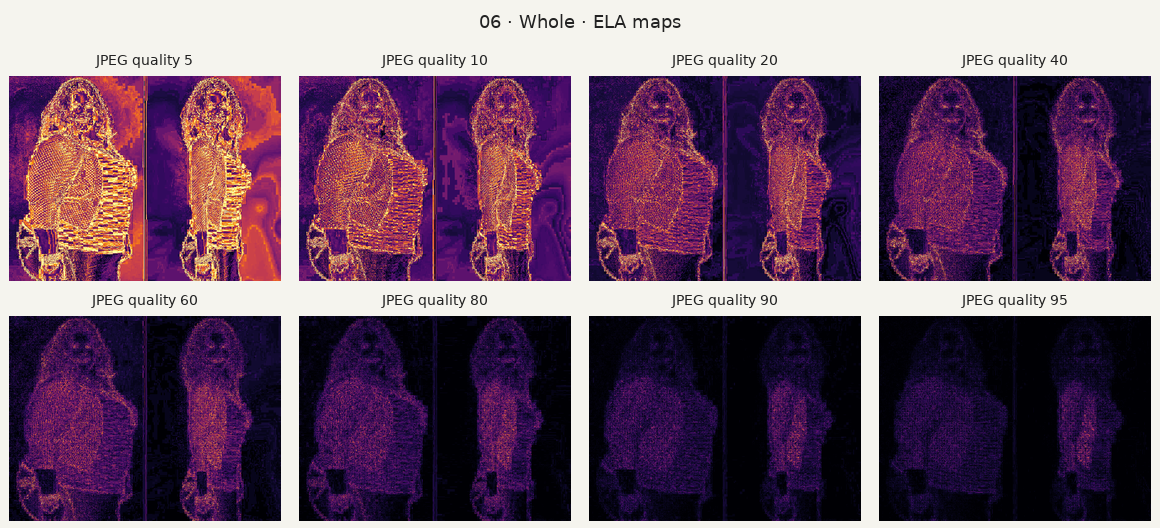 06 · Whole · ELA maps
JPEG quality 5
JPEG quality 10
JPEG quality 20
JPEG quality 40
JPEG quality 60
JPEG quality 80
JPEG quality 90
JPEG quality 95